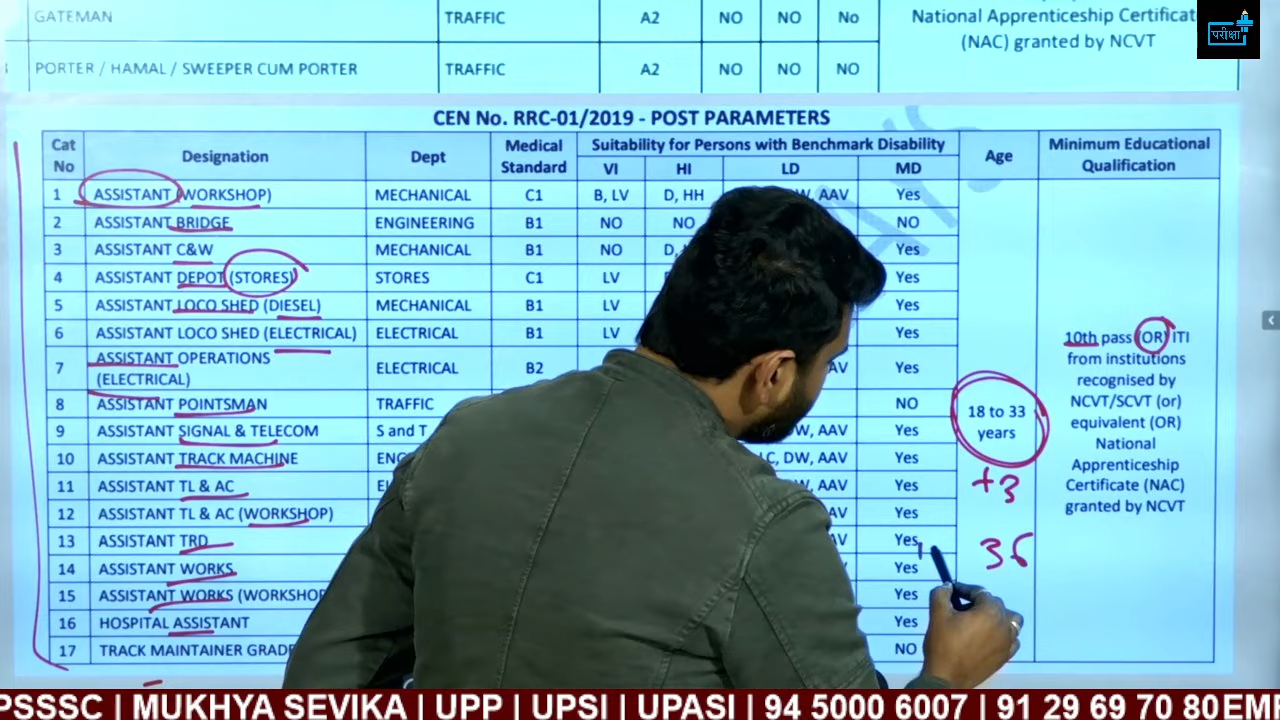 GATEMAN TRAFFIC A2 NO NO No
National Apprenticeship Certificat
(NAC) granted by NCVT
परीक्षा
PORTER / HAMAL / SWEEPER CUM PORTER TRAFFIC A2 NO NO NO
CEN No. RRC-01/2019 - POST PARAMETERS
Cat No Designation Dept Medical Standard Suitability for Persons with Benchmark Disability Age Minimum Educational Qualification
VI HI LD MD
1 ASSISTANT (WORKSHOP) MECHANICAL C1 B, LV D, HH AAV Yes
2 ASSISTANT BRIDGE ENGINEERING B1 NO NO NO
3 ASSISTANT C&W MECHANICAL B1 NO Yes
4 ASSISTANT DEPOT (STORES) STORES C1 LV Yes
5 ASSISTANT LOCO SHED (DIESEL) MECHANICAL B1 LV Yes
6 ASSISTANT LOCO SHED (ELECTRICAL) ELECTRICAL B1 LV Yes
7 ASSISTANT OPERATIONS (ELECTRICAL) ELECTRICAL B2 Yes
8 ASSISTANT POINTSMAN TRAFFIC NO
9 ASSISTANT SIGNAL & TELECOM S and T AAV Yes
10 ASSISTANT TRACK MACHINE LC, DW, AAV Yes
11 ASSISTANT TL & AC AAV Yes
12 ASSISTANT TL & AC (WORKSHOP) AAV Yes
13 ASSISTANT TRD Yes
14 ASSISTANT WORKS Yes
15 ASSISTANT WORKS (WORKSHOP Yes
16 HOSPITAL ASSISTANT Yes
17 TRACK MAINTAINER NO
18 to 33
years
+3
36
10th pass (OR) ITI
from institutions
recognised by
NCVT/SCVT (or)
equivalent (OR)
National
Apprenticeship
Certificate (NAC)
granted by NCVT
PSSSC | MUKHYA SEVIKA | UPP | UPSI | UPASI | 94 5000 6007 | 91 29 69 70 80 EMP